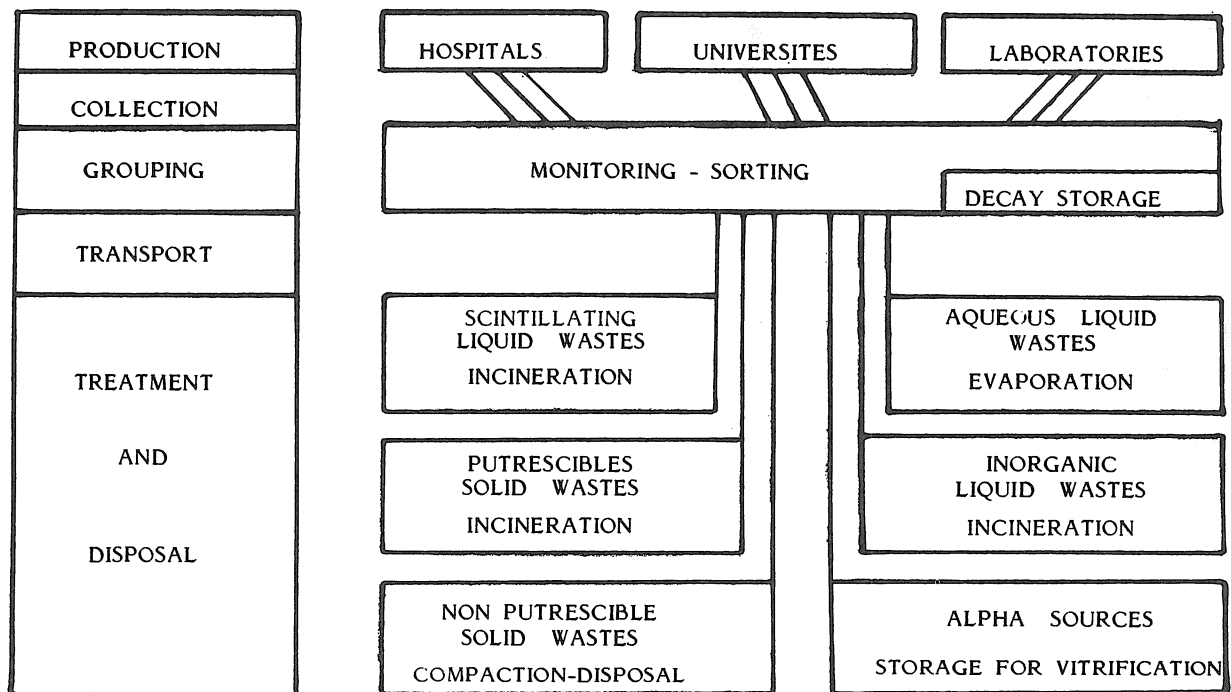 PRODUCTION
COLLECTION
GROUPING
TRANSPORT
TREATMENT
AND
DISPOSAL
HOSPITALS
UNIVERSITES
LABORATORIES
MONITORING - SORTING
DECAY STORAGE
SCINTILLATING
LIQUID WASTES
INCINERATION
AQUEOUS LIQUID
WASTES
EVAPORATION
PUTRESCIBLES
SOLID WASTES
INCINERATION
INORGANIC
LIQUID WASTES
INCINERATION
NON PUTRESCIBLE
SOLID WASTES
COMPACTION-DISPOSAL
ALPHA SOURCES
STORAGE FOR VITRIFICATION